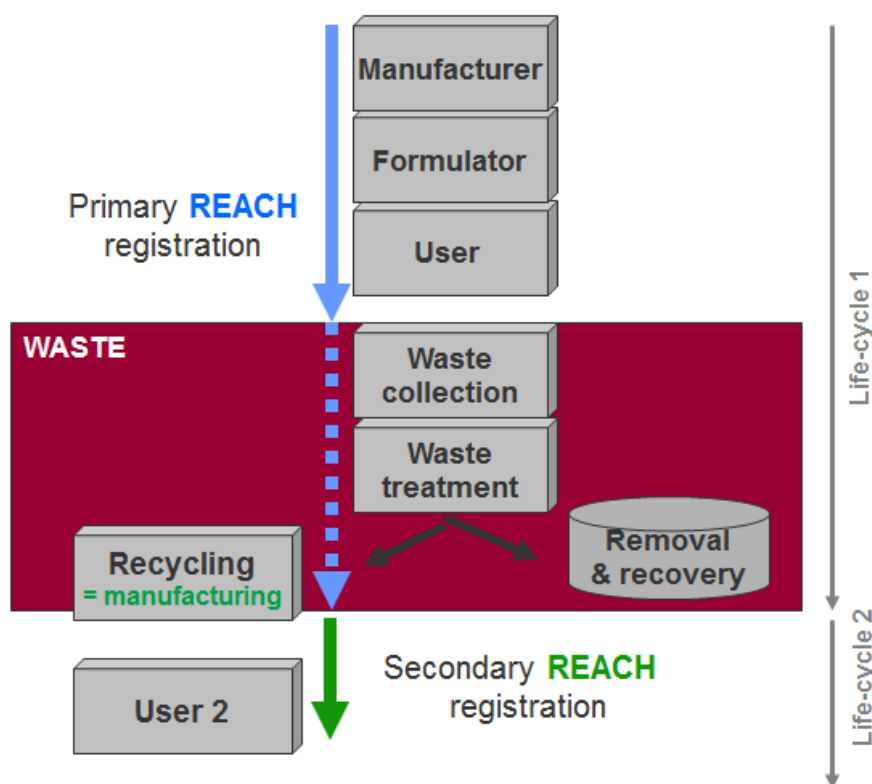 Manufacturer
Formulator
User
Primary REACH
registration
Life-cycle 1
WASTE
Waste
collection
Waste
treatment
Recycling
= manufacturing
Removal
& recovery
User 2
Secondary REACH
registration
Life-cycle 2